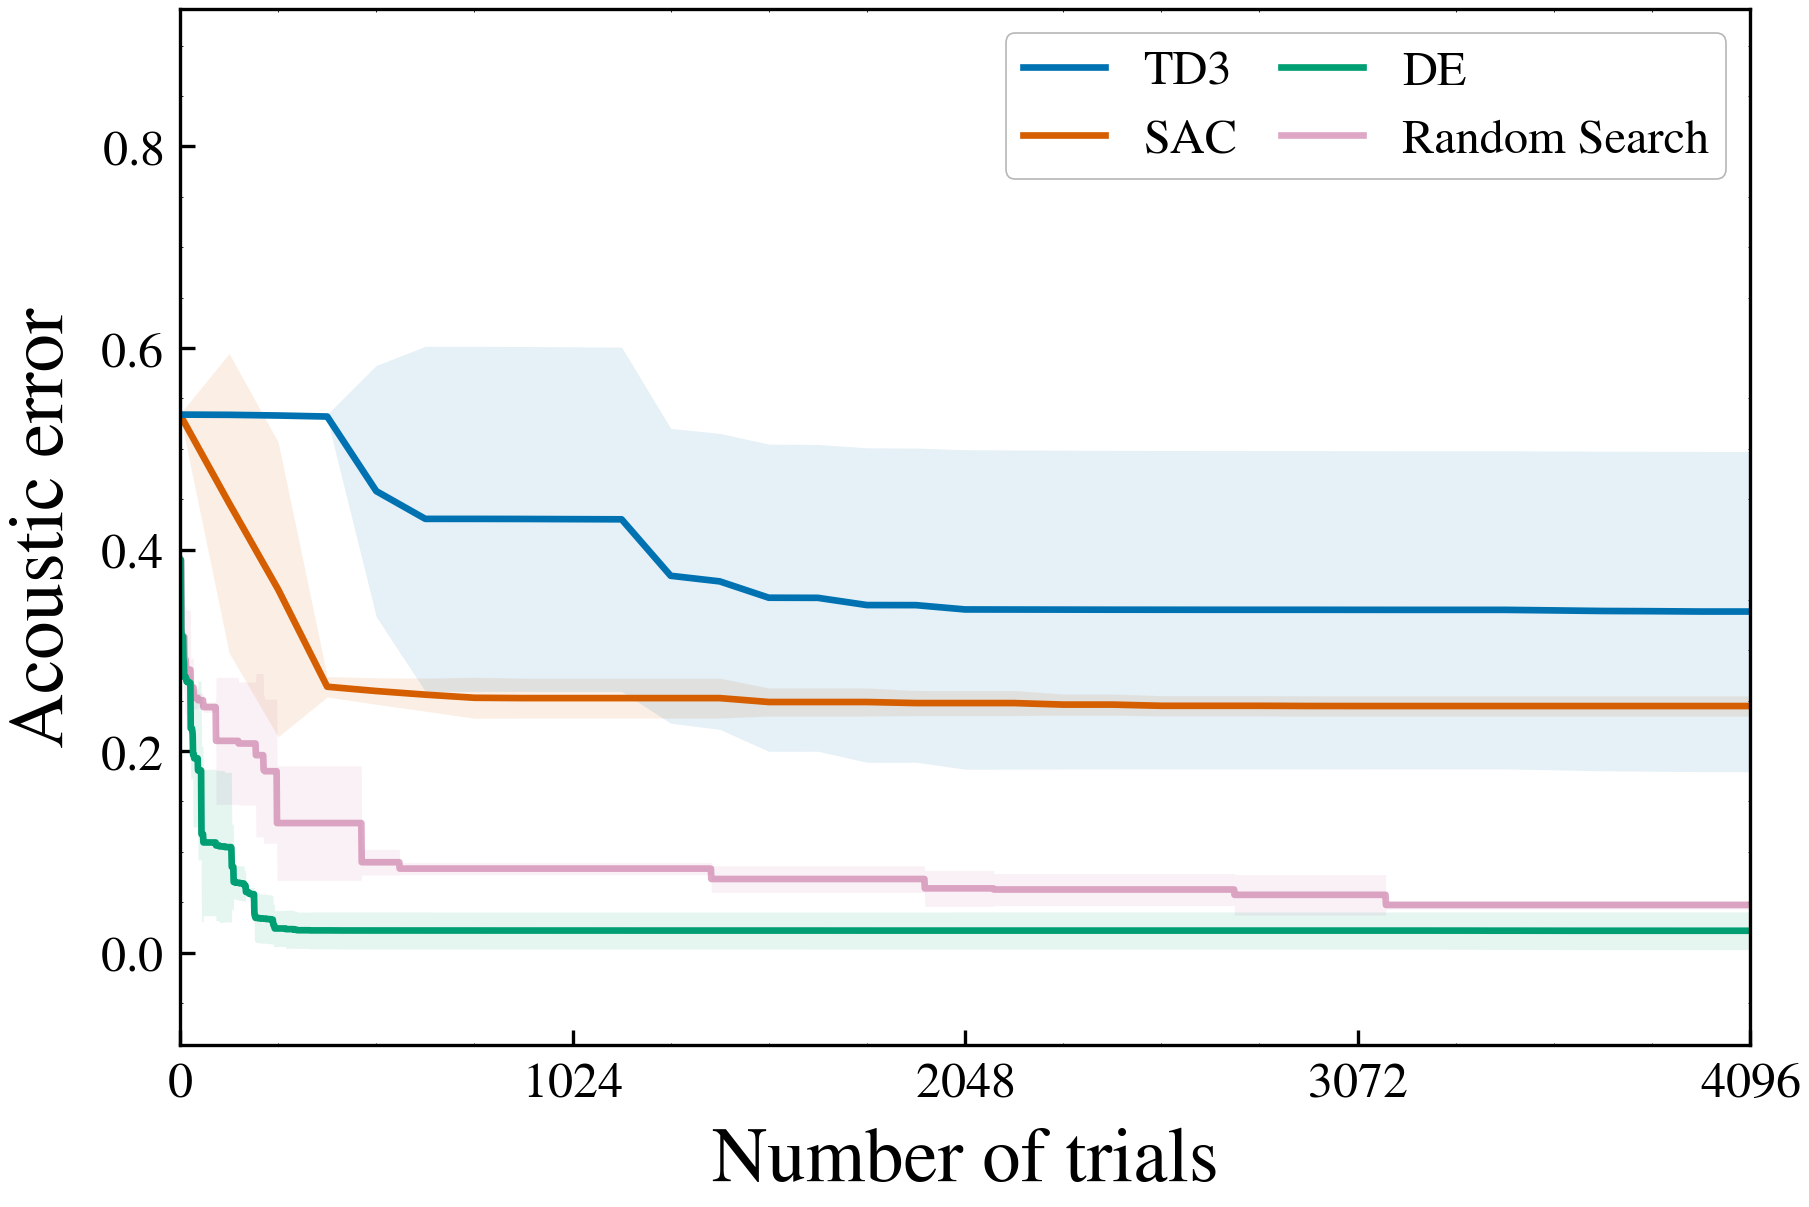 TD3
SAC
DE
Random Search
Acoustic error
0.8
0.6
0.4
0.2
0.0
0
1024
2048
3072
4096
Number of trials